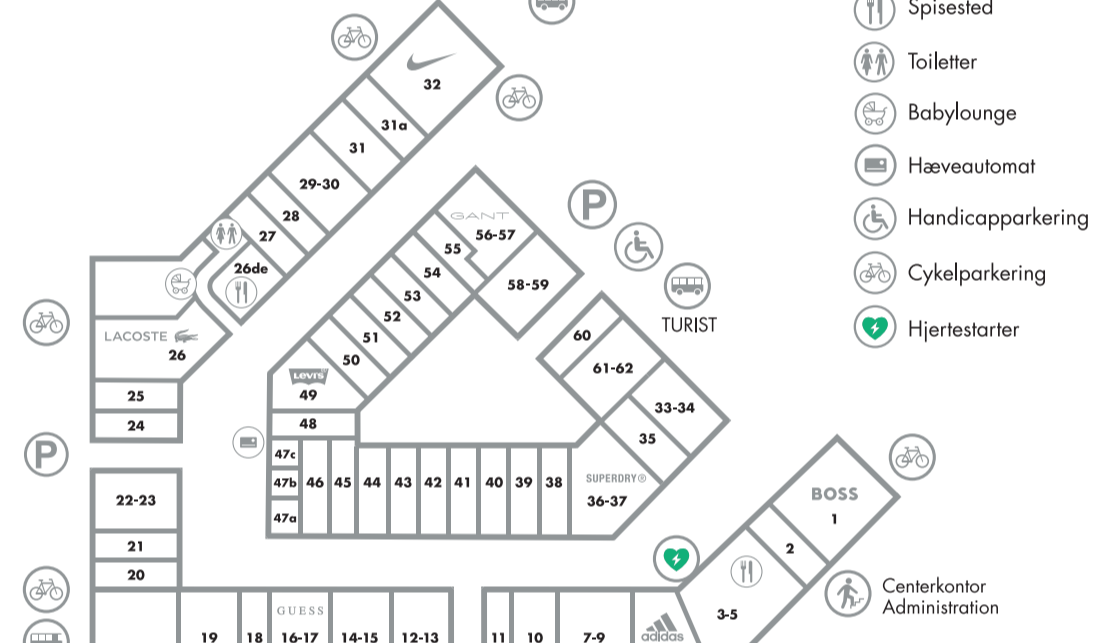 Spisested
Toiletter
Babylounge
Hæveautomat
Handicapparkering
Cykelparkering
Hjertestarter
32
31a
31
29-30
28
27
26de
LACOSTE
26
25
24
P
22-23
21
20
GANT
56-57
55
54
53
52
51
50
58-59
P
TURIST
60
61-62
33-34
35
Levi's
49
48
47c
47b
47a
46
45
44
43
42
41
40
39
38
SUPERDRY®
36-37
BOSS
1
2
3-5
Centerkontor
Administration
19
18
GUESS
16-17
14-15
12-13
11
10
7-9
adidas